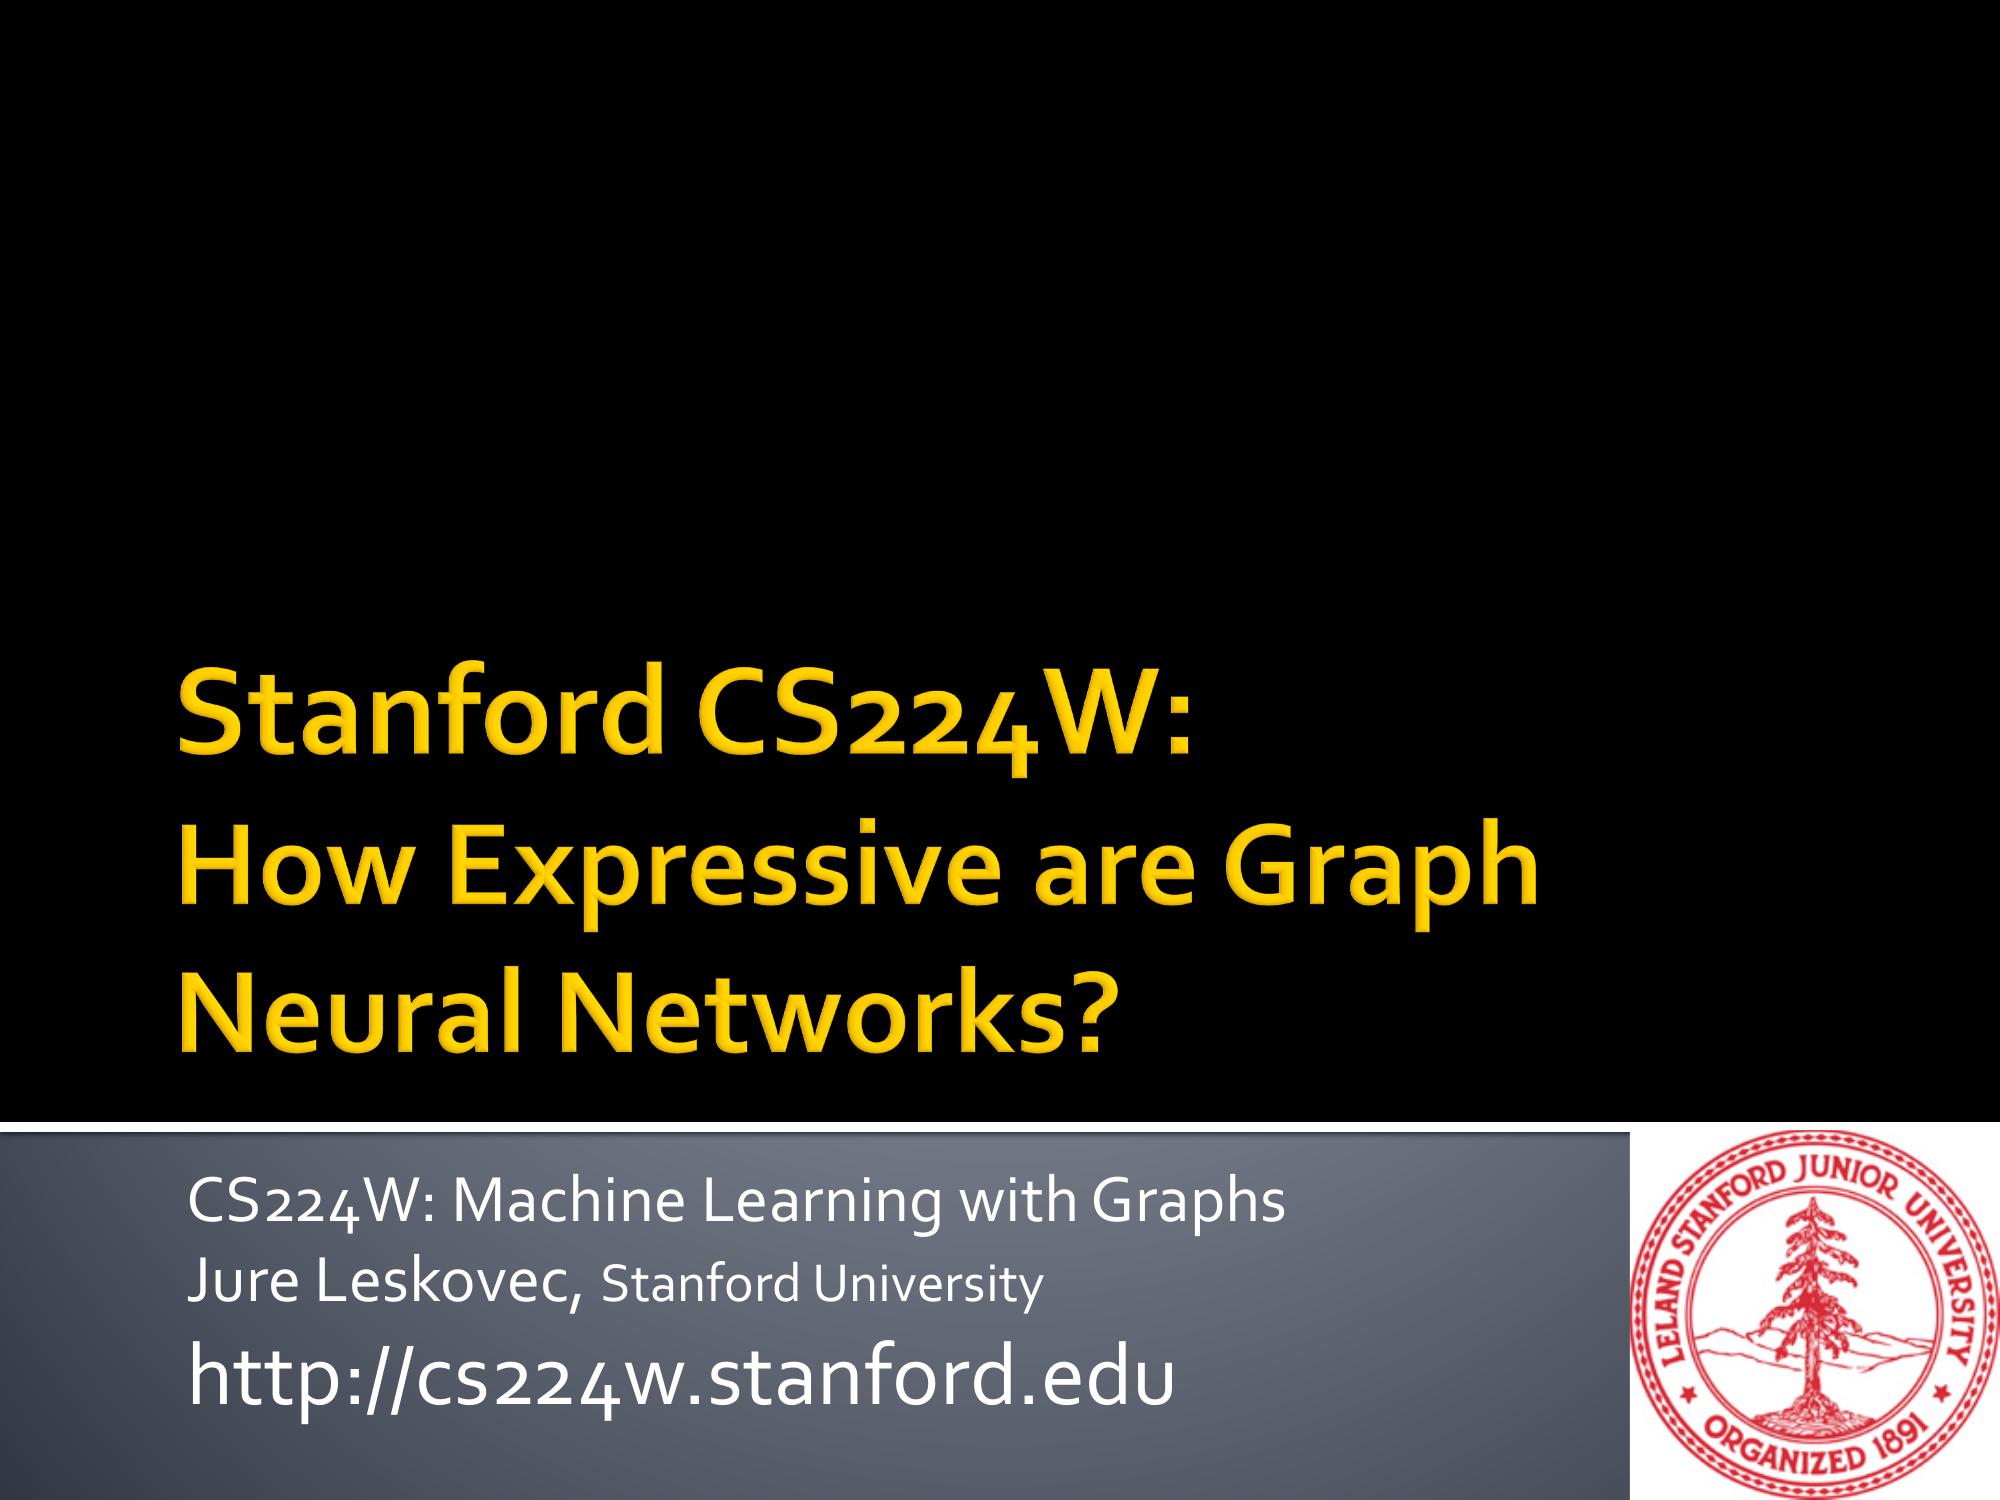 Stanford CS224W:
How Expressive are Graph
Neural Networks?
CS224W: Machine Learning with Graphs
Jure Leskovec, Stanford University
http://cs224w.stanford.edu
LELAND STANFORD JUNIOR UNIVERSITY
ORGANIZED 1891